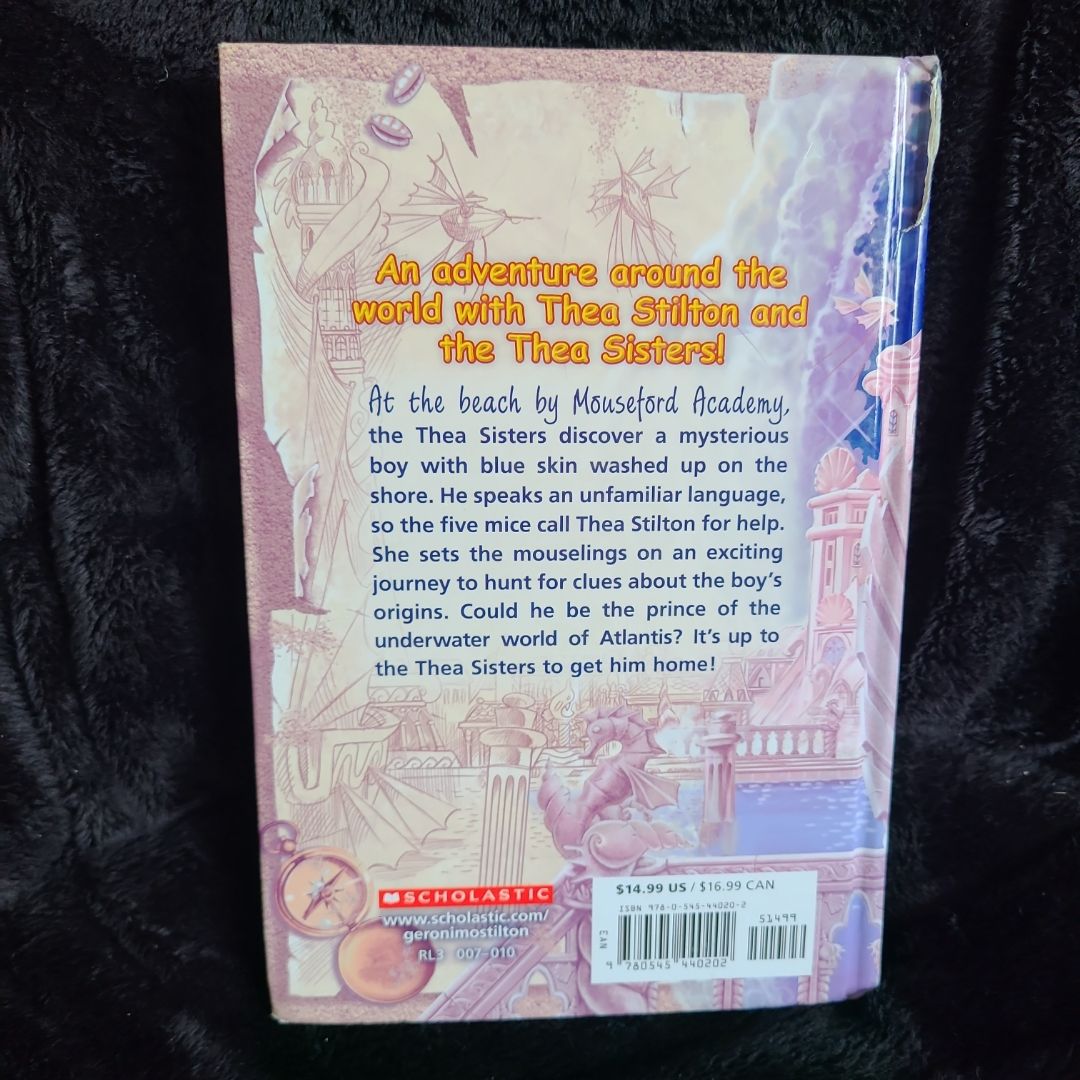 An adventure around the
world with Thea Stilton and
the Thea Sisters!
At the beach by Mouseford Academy,
the Thea Sisters discover a mysterious
boy with blue skin washed up on the
shore. He speaks an unfamiliar language,
so the five mice call Thea Stilton for help.
She sets the mouselings on an exciting
journey to hunt for clues about the boy's
origins. Could he be the prince of the
underwater world of Atlantis? It's up to
the Thea Sisters to get him home!
SCHOLASTIC
www.scholastic.com/
geronimostilton
RL3 007-010
$14.99 US / $16.99 CAN
ISBN 978-0-545-44020-2
51499
EAN
9 780545 440202